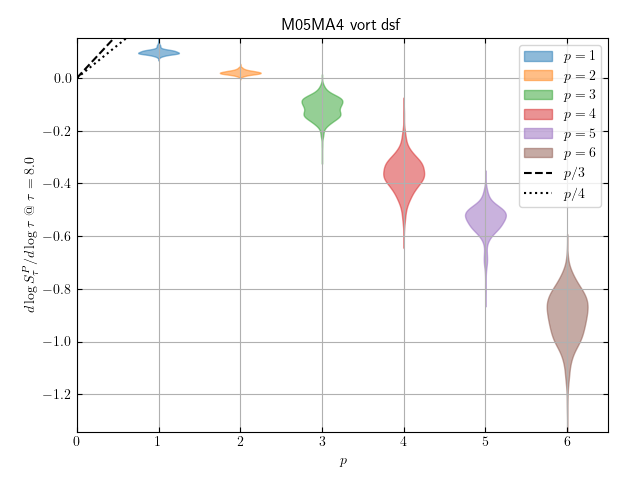 M05MA4 vort dsf
d log S_τ^P / d log τ @ τ = 8.0
0.0
−0.2
−0.4
−0.6
−0.8
−1.0
−1.2
0 1 2 3 4 5 6
p
p = 1
p = 2
p = 3
p = 4
p = 5
p = 6
p/3
p/4